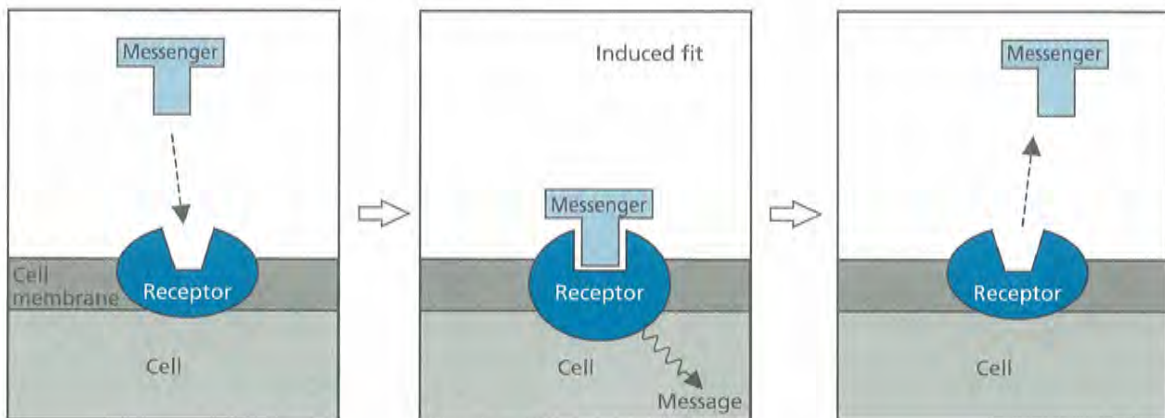 Messenger
Receptor
Cell
membrane
Cell
Induced fit
Messenger
Receptor
Cell
Message
Messenger
Receptor
Cell